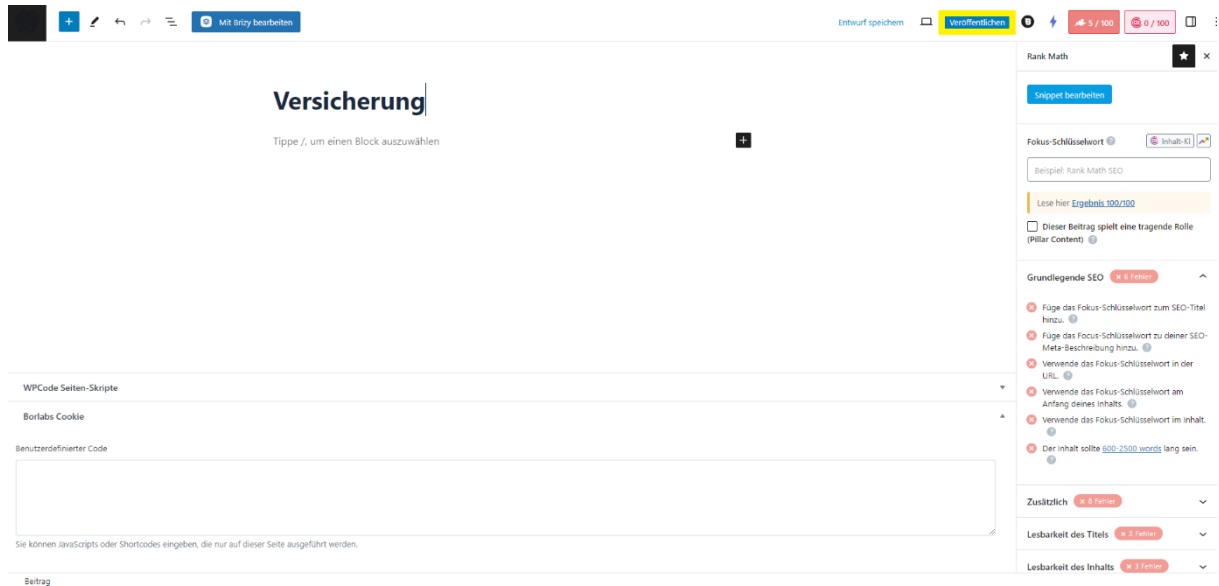 Mit Brizy bearbeiten
Entwurf speichern
Veröffentlichen
5 / 100
0 / 100
Rank Math
Versicherung
Snippet bearbeiten
Tippe /, um einen Block auszuwählen
Fokus-Schlüsselwort
Inhalt-KI
Beispiel: Rank Math SEO
Lese hier Ergebnis 100/100
Dieser Beitrag spielt eine tragende Rolle
(Pillar Content)
Grundlegende SEO
× 6 Fehler
Füge das Fokus-Schlüsselwort zum SEO-Titel
hinzu.
Füge das Focus-Schlüsselwort zu deiner SEO-
Meta-Beschreibung hinzu.
Verwende das Fokus-Schlüsselwort in der
URL.
Verwende das Fokus-Schlüsselwort am
Anfang deines Inhalts.
Verwende das Fokus-Schlüsselwort im Inhalt.
Der Inhalt sollte 600-2500 words lang sein.
Zusätzlich
× 8 Fehler
Lesbarkeit des Titels
× 2 Fehler
Lesbarkeit des Inhalts
× 3 Fehler
WPCode Seiten-Skripte
Borlabs Cookie
Benutzerdefinierter Code
Sie können JavaScripts oder Shortcodes eingeben, die nur auf dieser Seite ausgeführt werden.
Beitrag